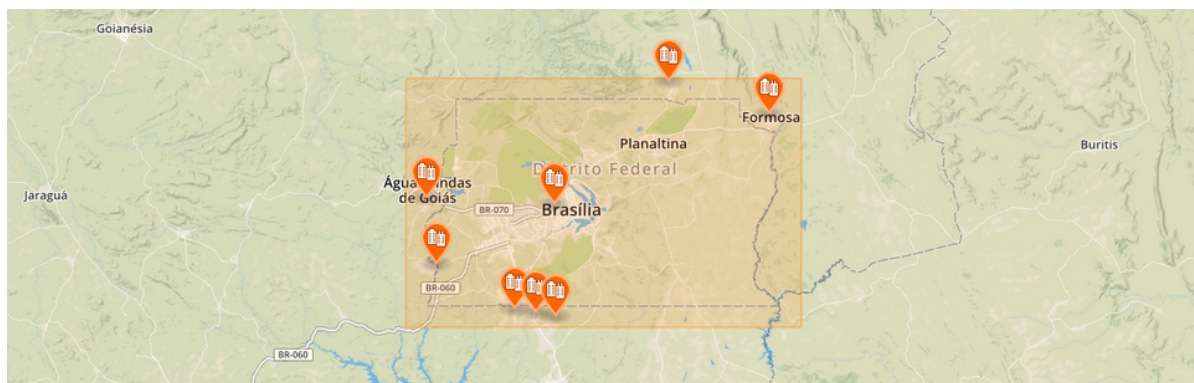 Goianésia
Formosa
Planaltina
Buritis
Distrito Federal
Águas Lindas
de Goiás
Jaraguá
BR-070
Brasília
BR-060
BR-060